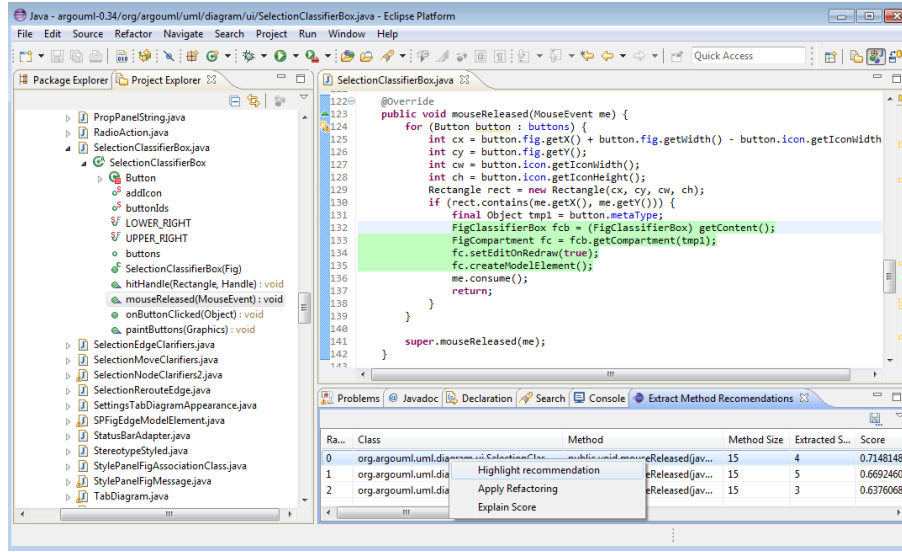 Java - argouml-0.34/org/argouml/uml/diagram/ui/SelectionClassifierBox.java - Eclipse Platform
File Edit Source Refactor Navigate Search Project Run Window Help
Quick Access
Package Explorer Project Explorer
SelectionClassifierBox.java
PropPanelString.java
RadioAction.java
SelectionClassifierBox.java
SelectionClassifierBox
Button
addIcon
buttonIds
LOWER_RIGHT
UPPER_RIGHT
buttons
SelectionClassifierBox(Fig)
hitHandle(Rectangle, Handle) : void
mouseReleased(MouseEvent) : void
onButtonClicked(Object) : void
paintButtons(Graphics) : void
SelectionEdgeClarifiers.java
SelectionMoveClarifiers.java
SelectionNodeClarifiers2.java
SelectionRerouteEdge.java
SettingsTabDiagramAppearance.java
SPFigEdgeModelElement.java
StatusBarAdapter.java
StereotypeStyled.java
StylePanelFigAssociationClass.java
StylePanelFigMessage.java
TabDiagram.java
122 @Override
123 public void mouseReleased(MouseEvent me) {
124 for (Button button : buttons) {
125 int cx = button.fig.getX() + button.fig.getWidth() - button.icon.getIconWidth
126 int cy = button.fig.getY();
127 int cw = button.icon.getIconWidth();
128 int ch = button.icon.getIconHeight();
129 Rectangle rect = new Rectangle(cx, cy, cw, ch);
130 if (rect.contains(me.getX(), me.getY())) {
131 final Object tmp1 = button.metaType;
132 FigClassifierBox fcb = (FigClassifierBox) getContent();
133 FigCompartment fc = fcb.getCompartment(tmp1);
134 fc.setEditOnRedraw(true);
135 fc.createModelElement();
136 me.consume();
137 return;
138 }
139 }
140
141 super.mouseReleased(me);
142 }
143
Problems @ Javadoc Declaration Search Console Extract Method Recomendations
Ra... Class Method Method Size Extracted S... Score
0 org.argouml.uml.diagram.ui.SelectionClas... public void mouseReleased(jav... 15 4 0.7148148
1 org.argouml.uml.dia eReleased(jav... 15 5 0.6692460
2 org.argouml.uml.dia eReleased(jav... 15 3 0.6376068
Highlight recommendation
Apply Refactoring
Explain Score